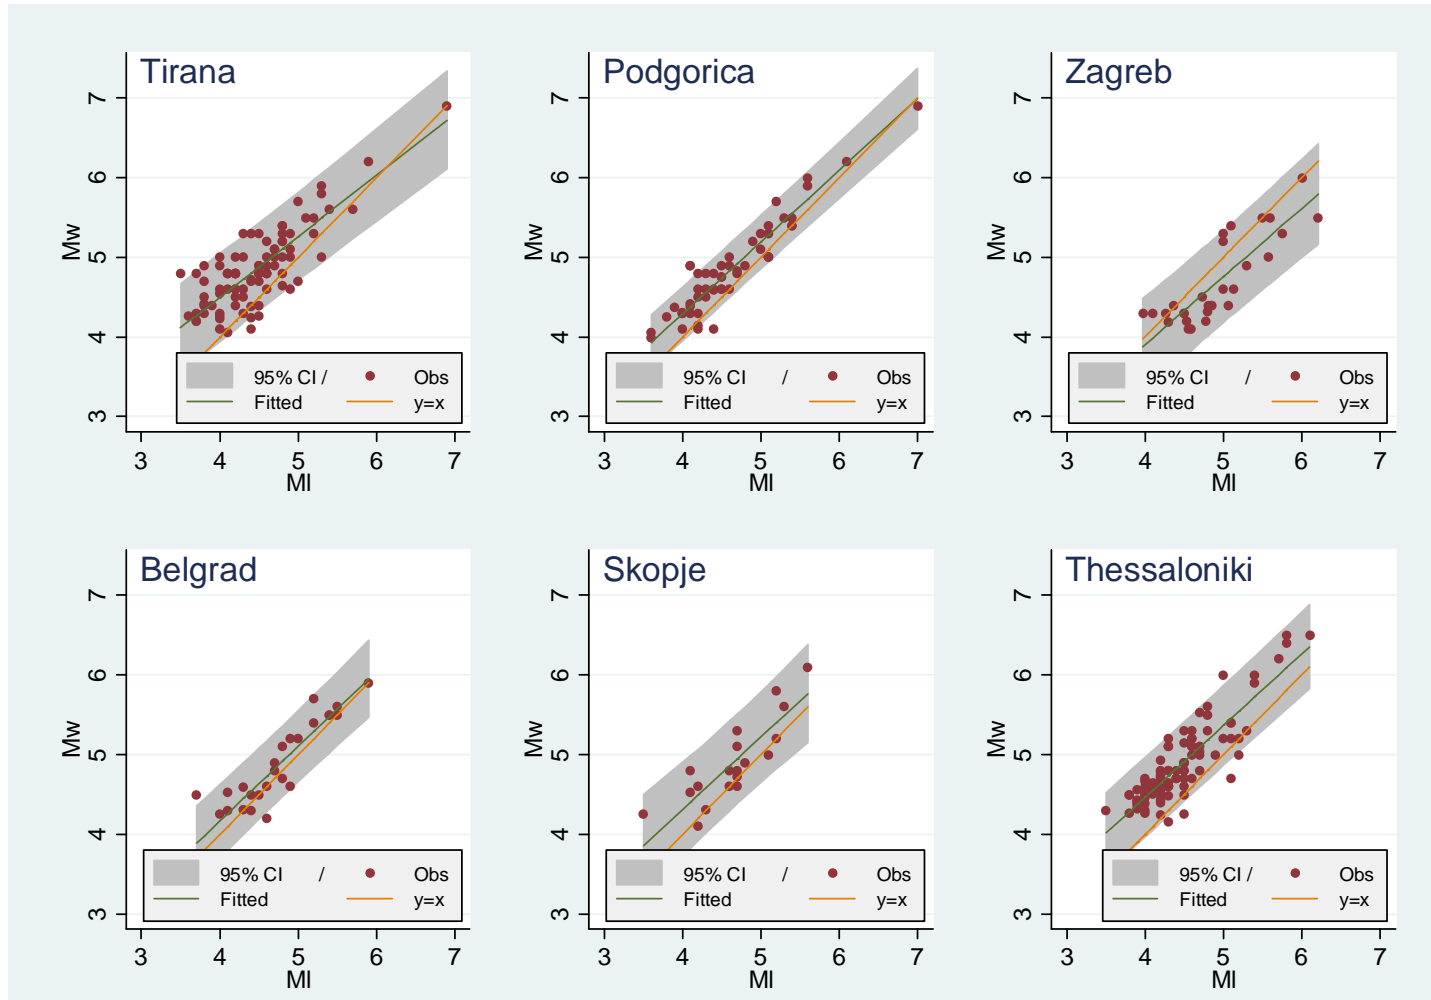 Tirana
7
6
5
4
3
Mw
95% CI / Obs
Fitted y=x
3 4 5 6 7
Ml
Podgorica
7
6
5
4
3
Mw
95% CI / Obs
Fitted y=x
3 4 5 6 7
Ml
Zagreb
7
6
5
4
3
Mw
95% CI / Obs
Fitted y=x
3 4 5 6 7
Ml
Belgrad
7
6
5
4
3
Mw
95% CI / Obs
Fitted y=x
3 4 5 6 7
Ml
Skopje
7
6
5
4
3
Mw
95% CI / Obs
Fitted y=x
3 4 5 6 7
Ml
Thessaloniki
7
6
5
4
3
Mw
95% CI / Obs
Fitted y=x
3 4 5 6 7
Ml